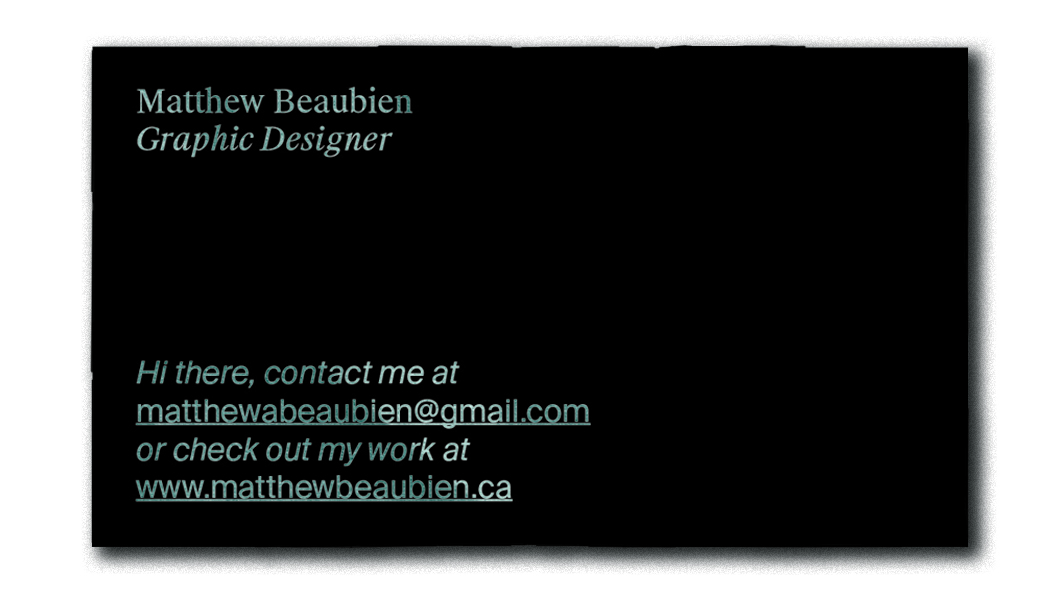 Matthew Beaubien
Graphic Designer
Hi there, contact me at
matthewabeaubien@gmail.com
or check out my work at
www.matthewbeaubien.ca